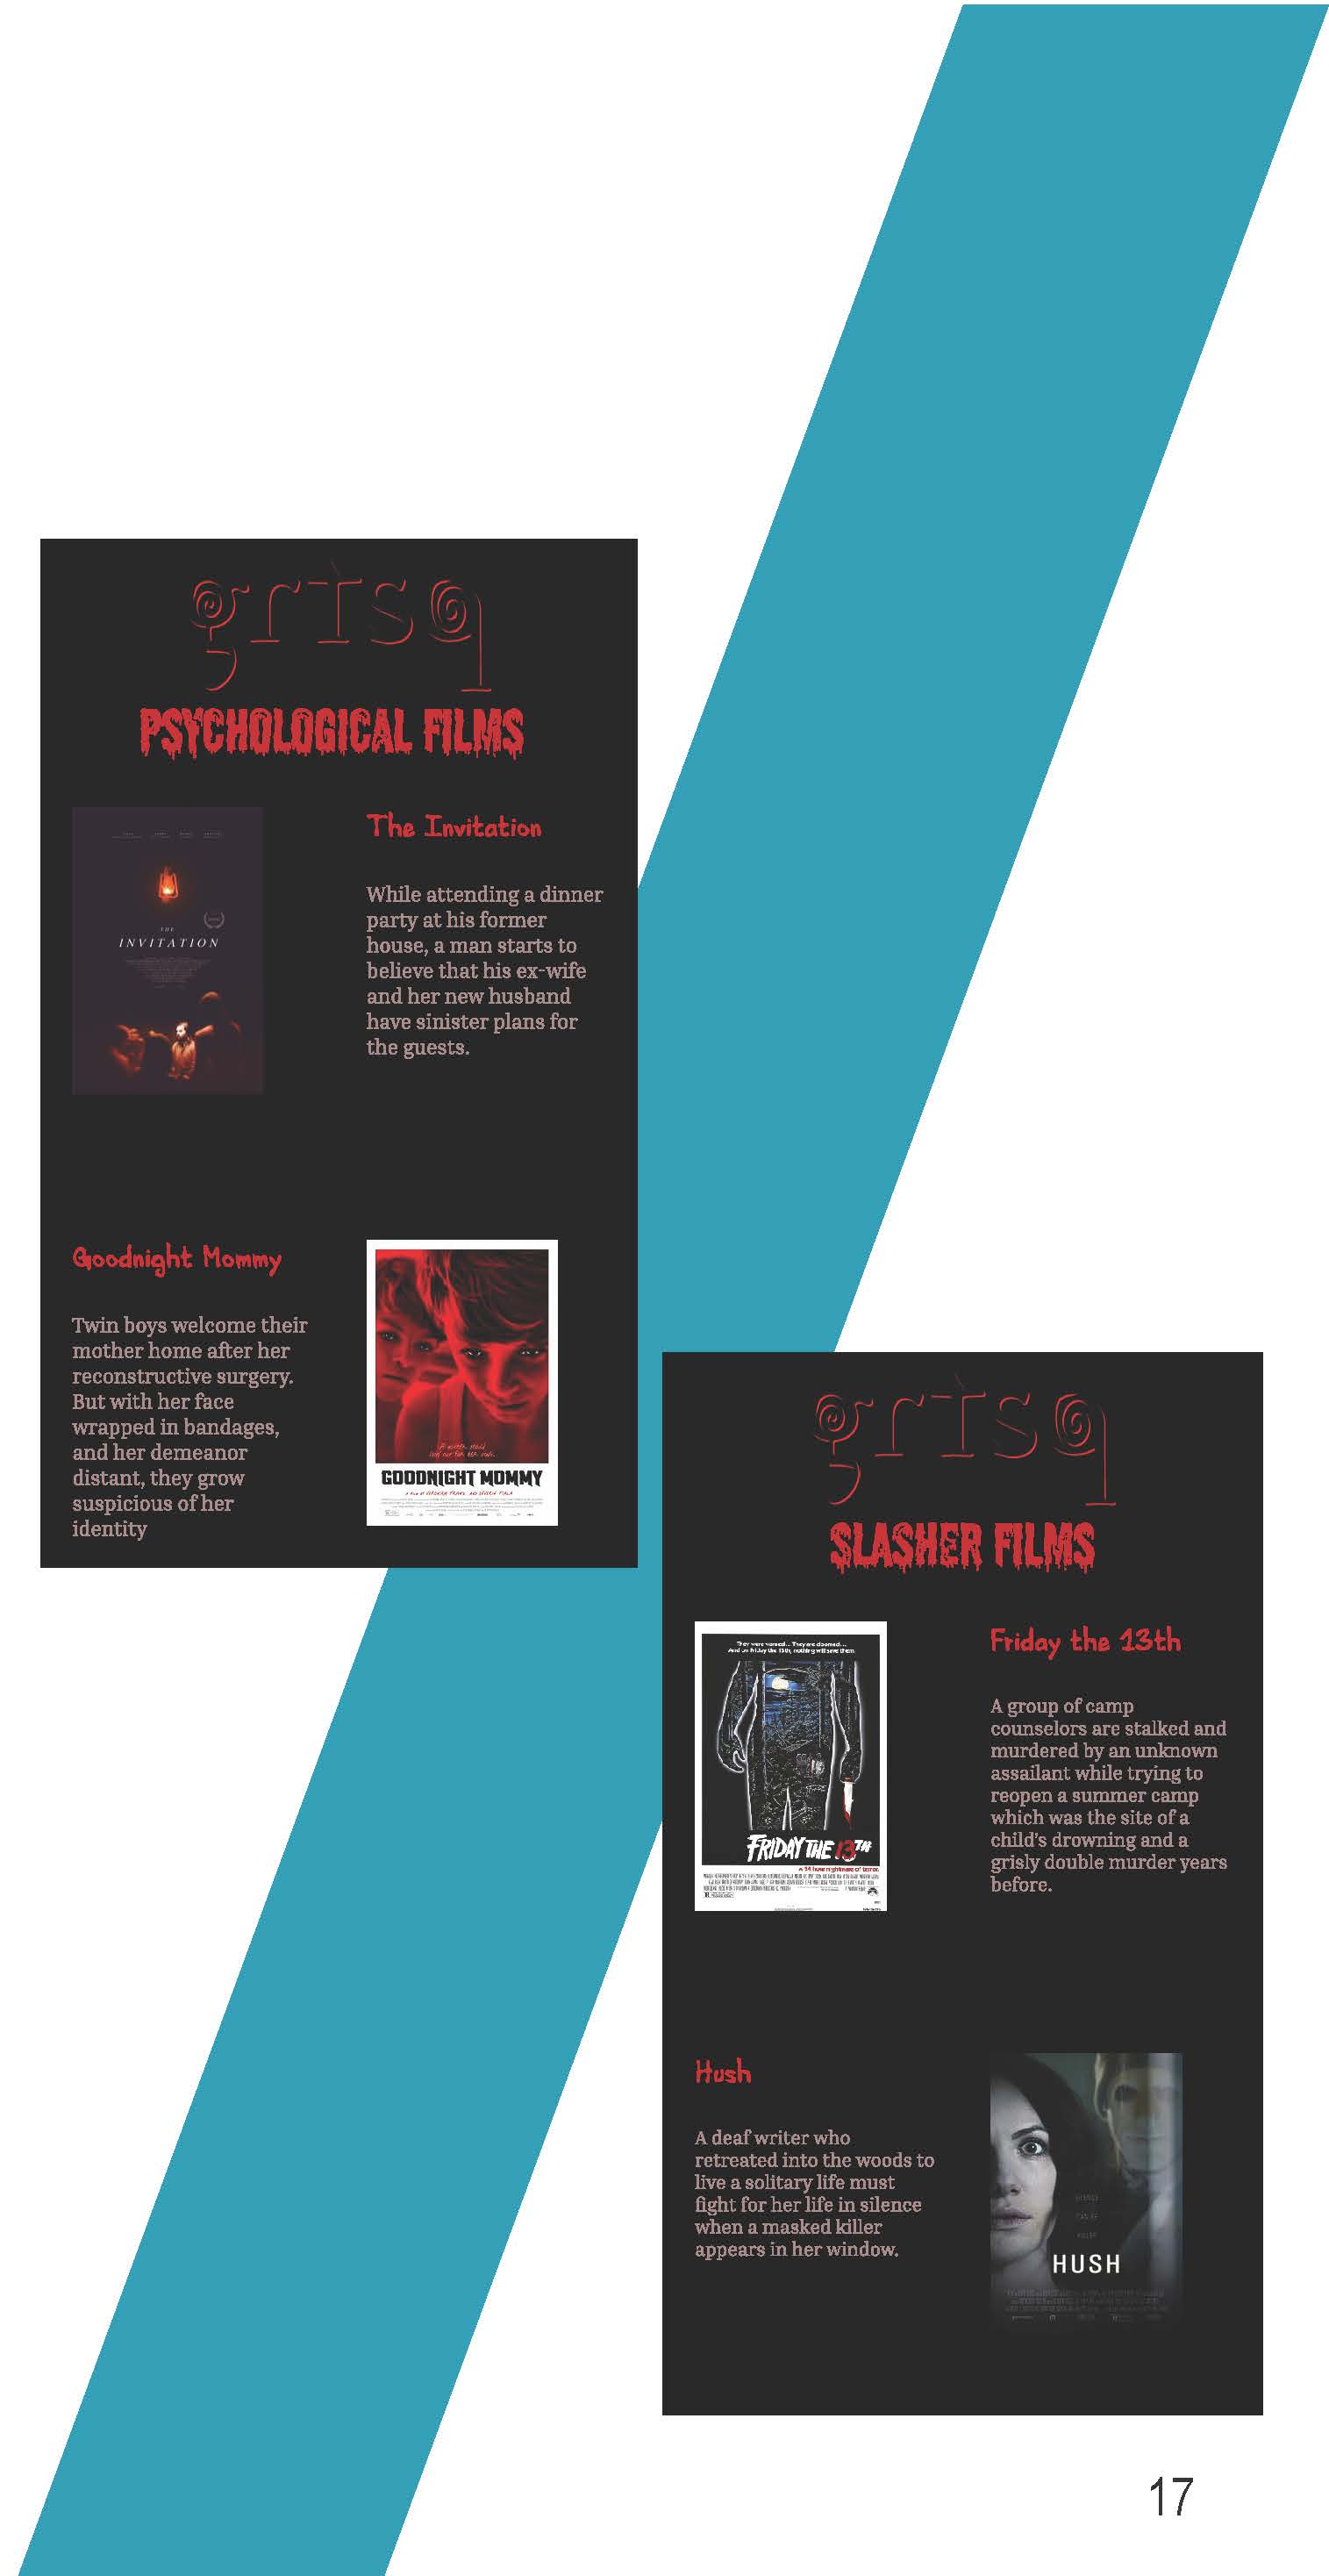 grisq
PSYCHOLOGICAL FILMS
THE
INVITATION
The Invitation
While attending a dinner
party at his former
house, a man starts to
believe that his ex-wife
and her new husband
have sinister plans for
the guests.
Goodnight Mommy
Twin boys welcome their
mother home after her
reconstructive surgery.
But with her face
wrapped in bandages,
and her demeanor
distant, they grow
suspicious of her
identity
GOODNIGHT MOMMY
grisq
SLASHER FILMS
They were warned... They are doomed...
And on Friday the 13th, nothing will save them.
FRIDAY THE 13TH
A 24 hour nightmare of terror.
Friday the 13th
A group of camp
counselors are stalked and
murdered by an unknown
assailant while trying to
reopen a summer camp
which was the site of a
child's drowning and a
grisly double murder years
before.
Hush
A deaf writer who
retreated into the woods to
live a solitary life must
fight for her life in silence
when a masked killer
appears in her window.
SILENCE
CAN BE
KILLER
HUSH
17